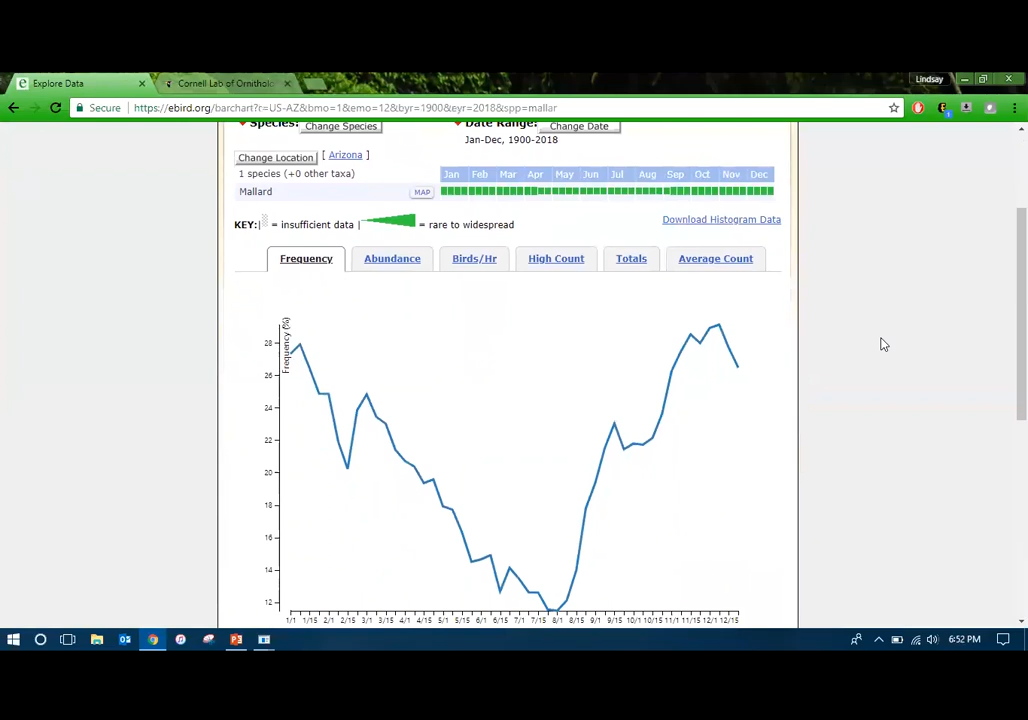 Explore Data
Cornell Lab of Ornitholo
Lindsay
Secure
https://ebird.org/barchart?r=US-AZ&bmo=1&emo=12&byr=1900&eyr=2018&spp=mallar
Species:
Change Species
Date Range:
Change Date
Jan-Dec, 1900-2018
Change Location
[ Arizona ]
1 species (+0 other taxa)
Jan Feb Mar Apr May Jun Jul Aug Sep Oct Nov Dec
Mallard
MAP
KEY:| = insufficient data | = rare to widespread
Download Histogram Data
Frequency Abundance Birds/Hr High Count Totals Average Count
Frequency (%)
28
26
24
22
20
18
16
14
12
1/1 1/15 2/1 2/15 3/1 3/15 4/1 4/15 5/1 5/15 6/1 6/15 7/1 7/15 8/1 8/15 9/1 9/15 10/1 10/15 11/1 11/15 12/1 12/15
6:52 PM